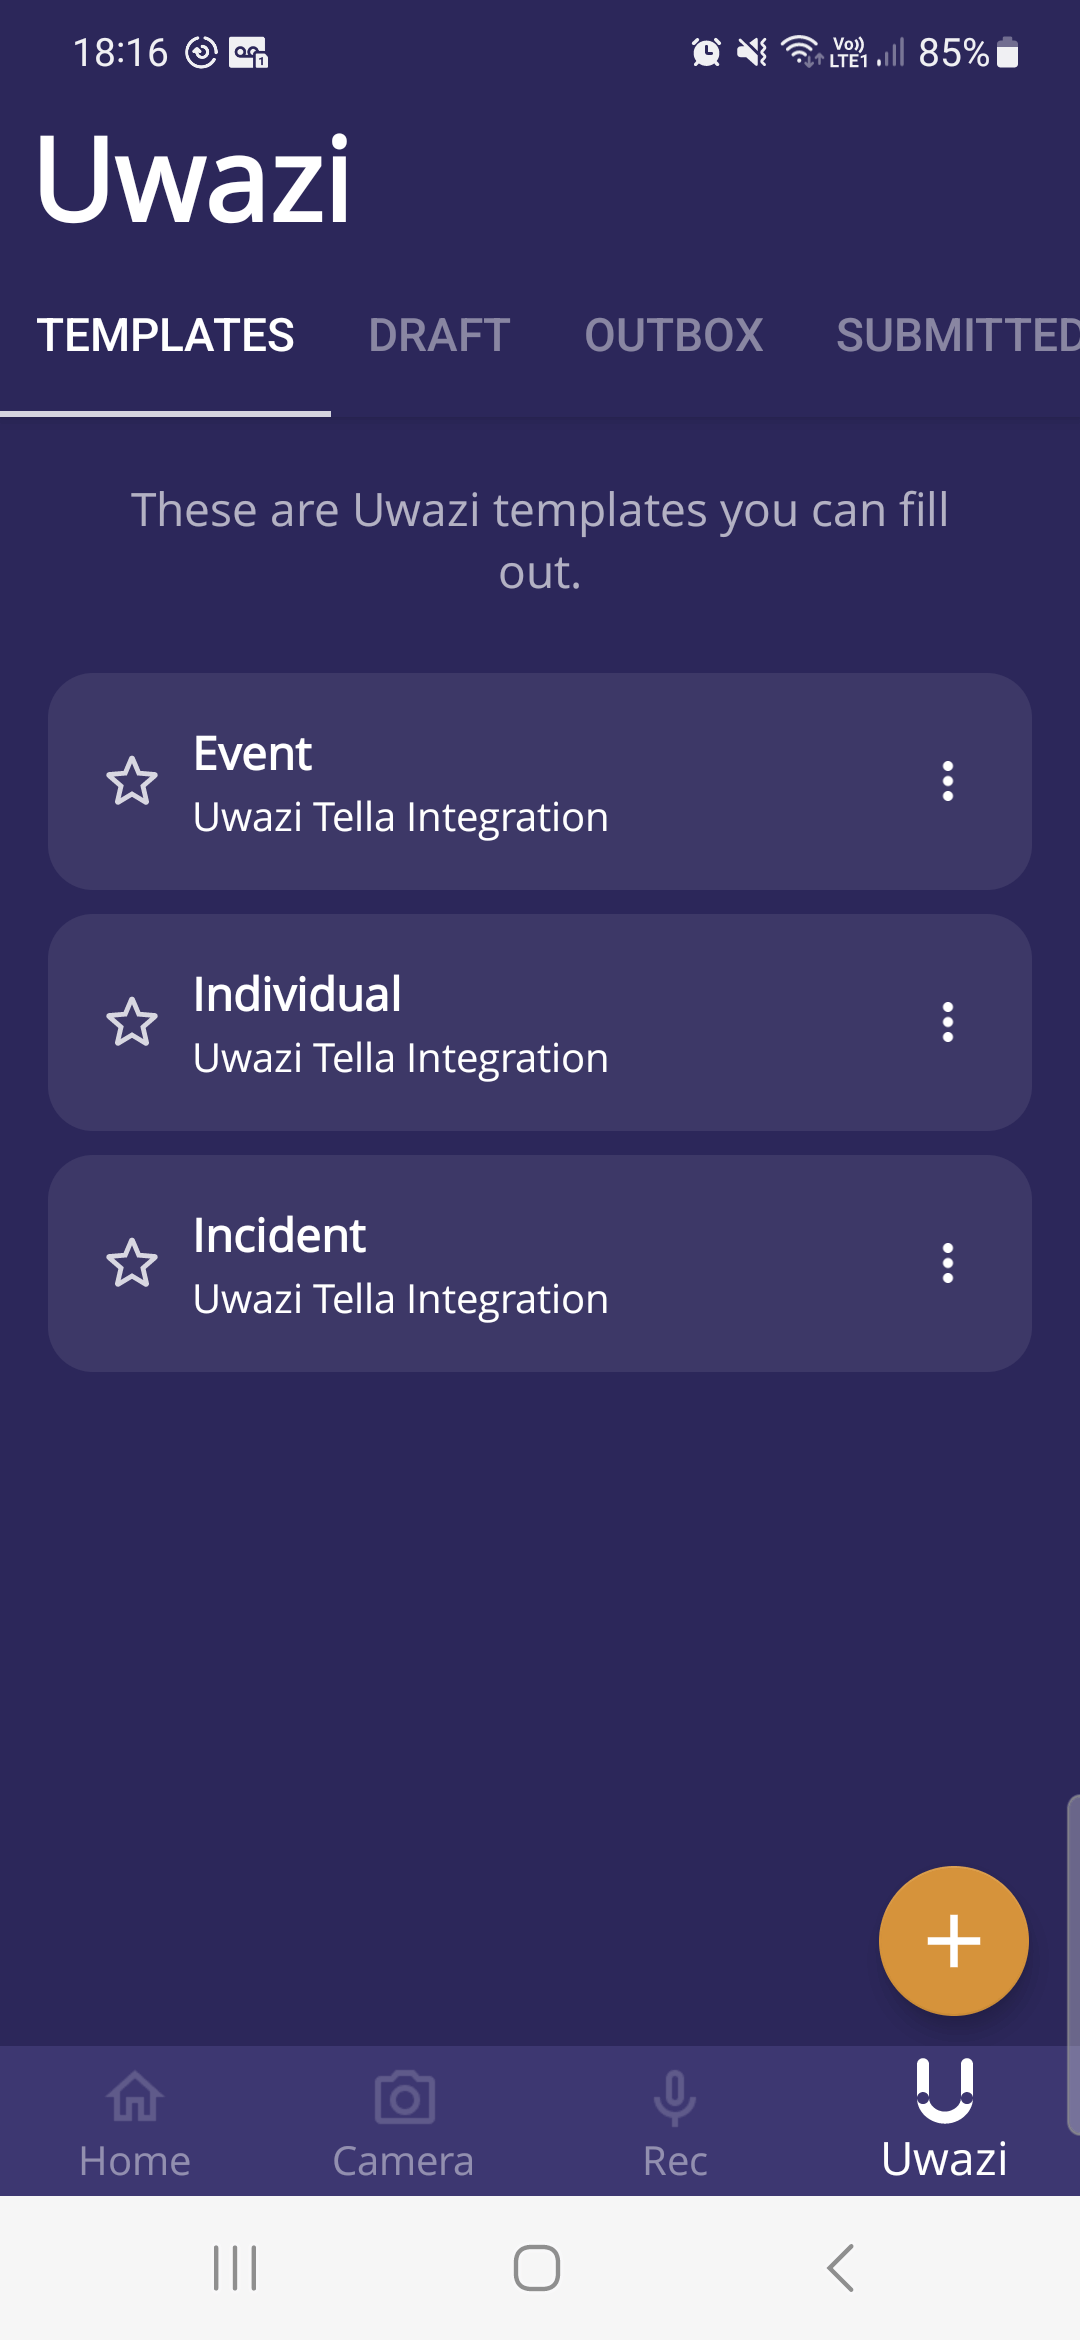 18:16
Vo)) LTE1 85%
Uwazi
TEMPLATES DRAFT OUTBOX SUBMITTED
These are Uwazi templates you can fill
out.
Event
Uwazi Tella Integration
Individual
Uwazi Tella Integration
Incident
Uwazi Tella Integration
Home Camera Rec Uwazi